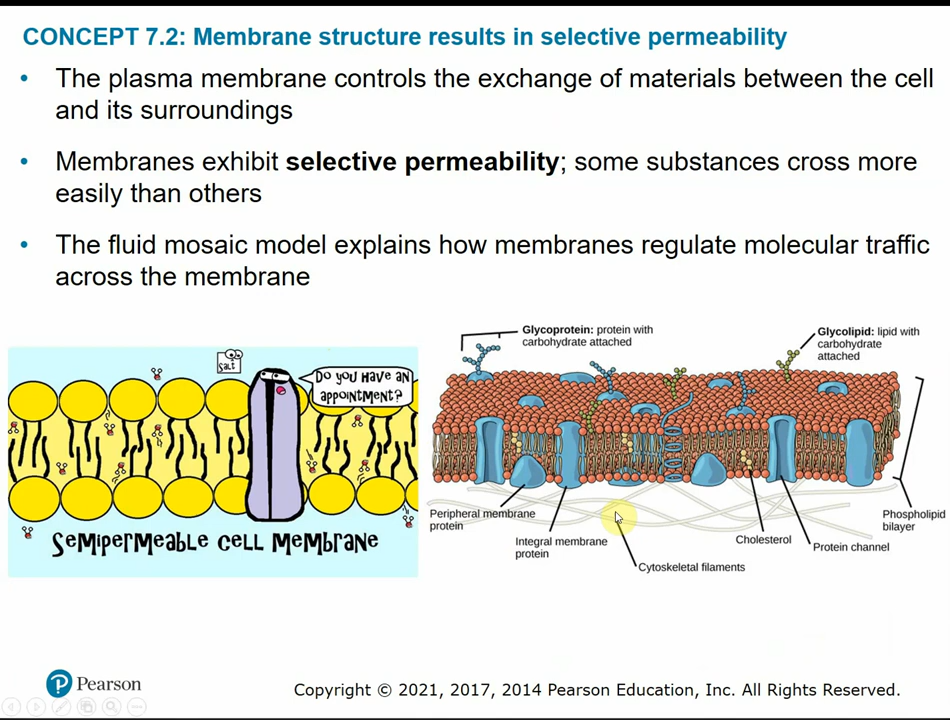 CONCEPT 7.2: Membrane structure results in selective permeability
• The plasma membrane controls the exchange of materials between the cell
and its surroundings
• Membranes exhibit selective permeability; some substances cross more
easily than others
• The fluid mosaic model explains how membranes regulate molecular traffic
across the membrane
Salt
Do you have an
appointment?
Semipermeable Cell Membrane
Glycoprotein: protein with
carbohydrate attached
Glycolipid: lipid with
carbohydrate
attached
Peripheral membrane
protein
Integral membrane
protein
Cytoskeletal filaments
Cholesterol
Protein channel
Phospholipid
bilayer
P Pearson
Copyright © 2021, 2017, 2014 Pearson Education, Inc. All Rights Reserved.